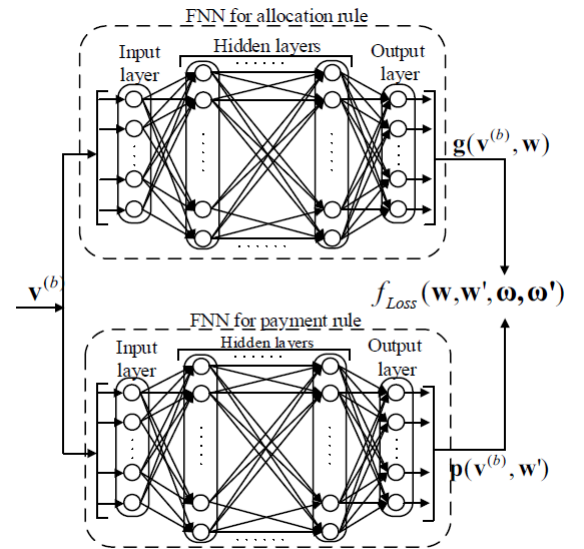 FNN for allocation rule
Input layer
Hidden layers
Output layer
g(v^(b), w)
v^(b)
f_Loss(w,w',ω,ω')
FNN for payment rule
Input layer
Hidden layers
Output layer
p(v^(b), w')